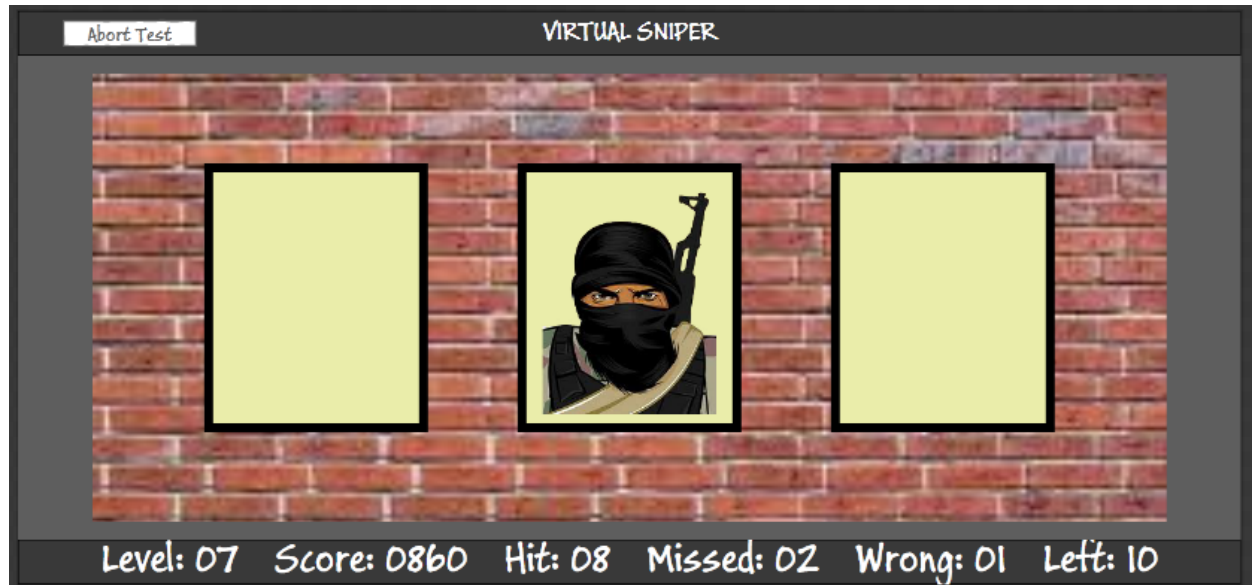 Abort Test
VIRTUAL SNIPER
Level: 07 Score: 0860 Hit: 08 Missed: 02 Wrong: 01 Left: 10